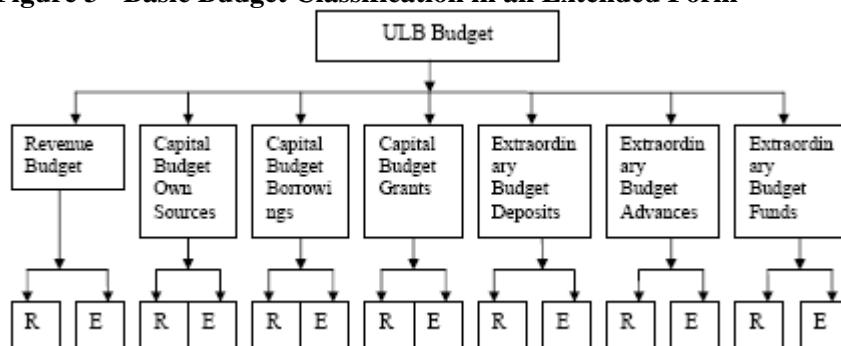 Figure 3 - Basic Budget Classification in an Extended Form
ULB Budget
Revenue
Budget
Capital
Budget
Own
Sources
Capital
Budget
Borrowi
ngs
Capital
Budget
Grants
Extraordin
ary
Budget
Deposits
Extraordin
ary
Budget
Advances
Extraordin
ary
Budget
Funds
R E R E R E R E R E R E R E